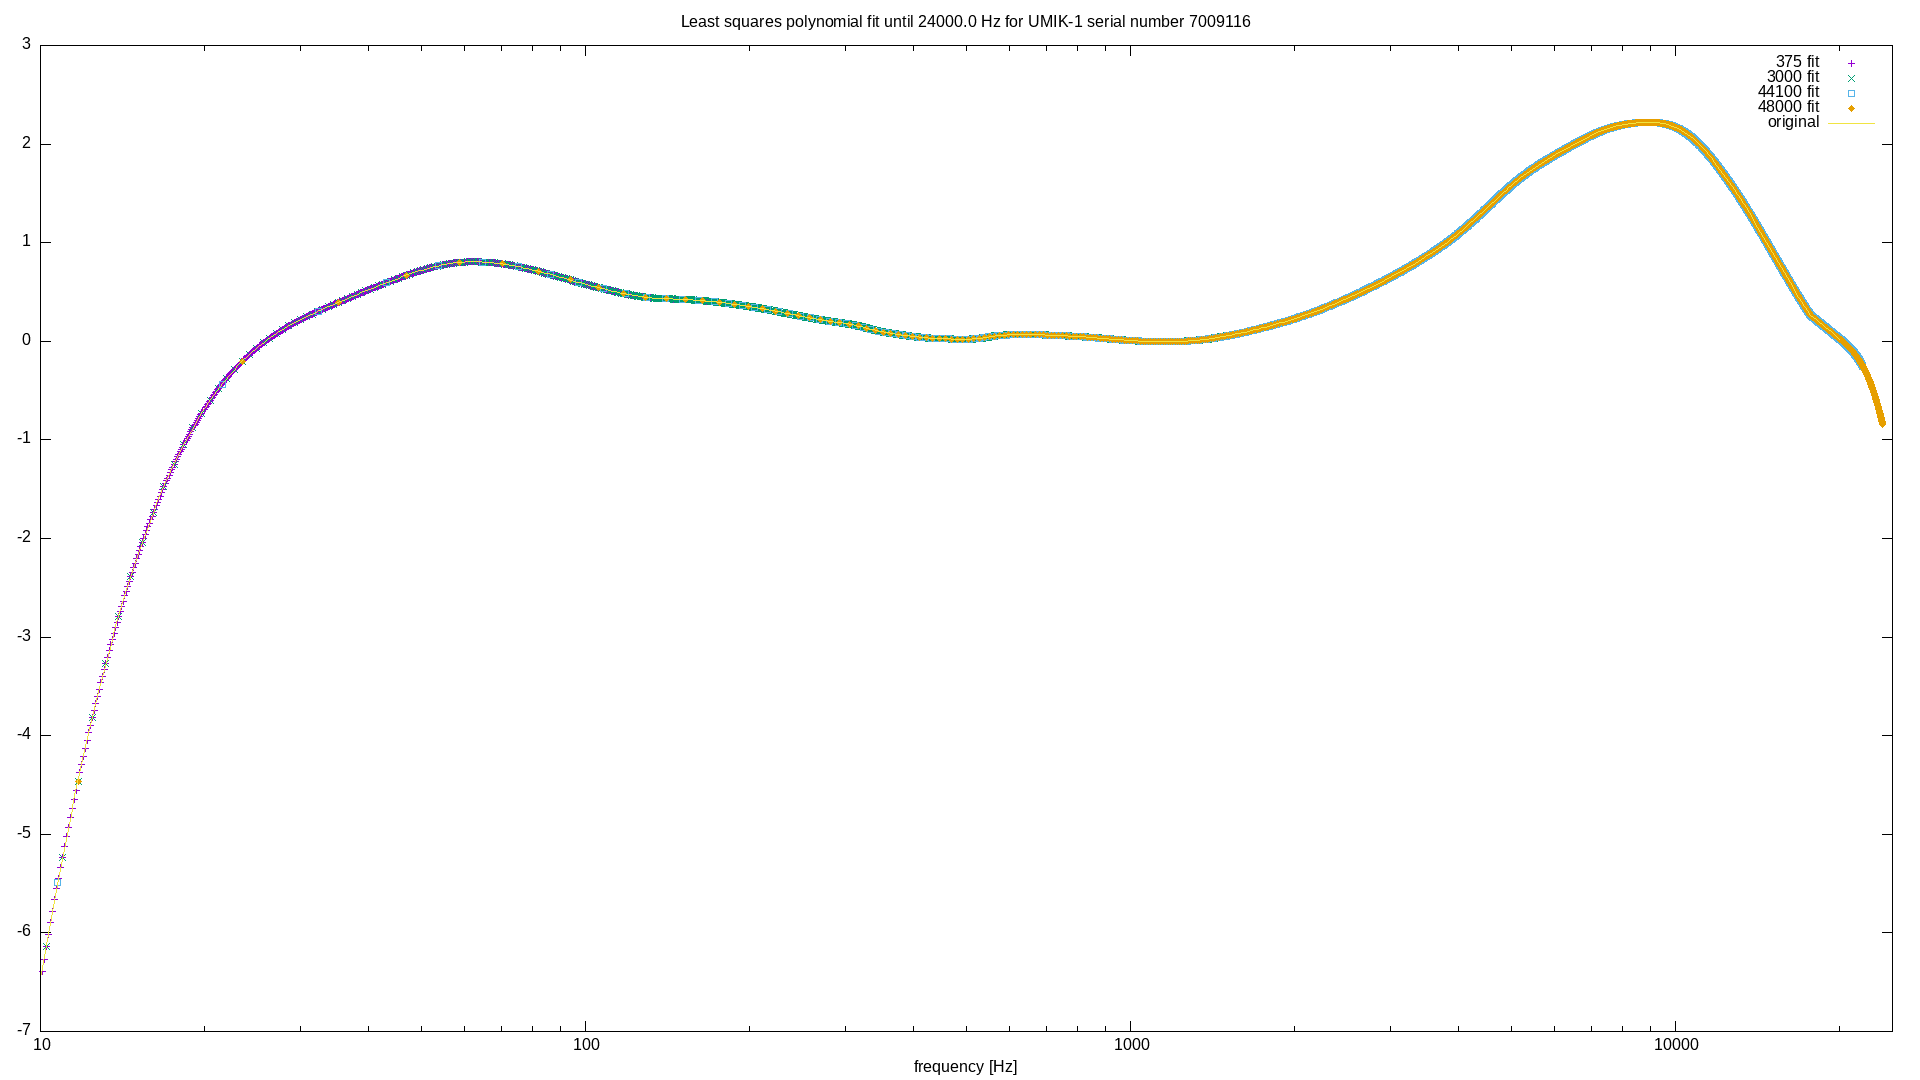 Least squares polynomial fit until 24000.0 Hz for UMIK-1 serial number 7009116
3
375 fit
3000 fit
44100 fit
48000 fit
original
2
1
0
-1
-2
-3
-4
-5
-6
-7
10 100 1000 10000
frequency [Hz]